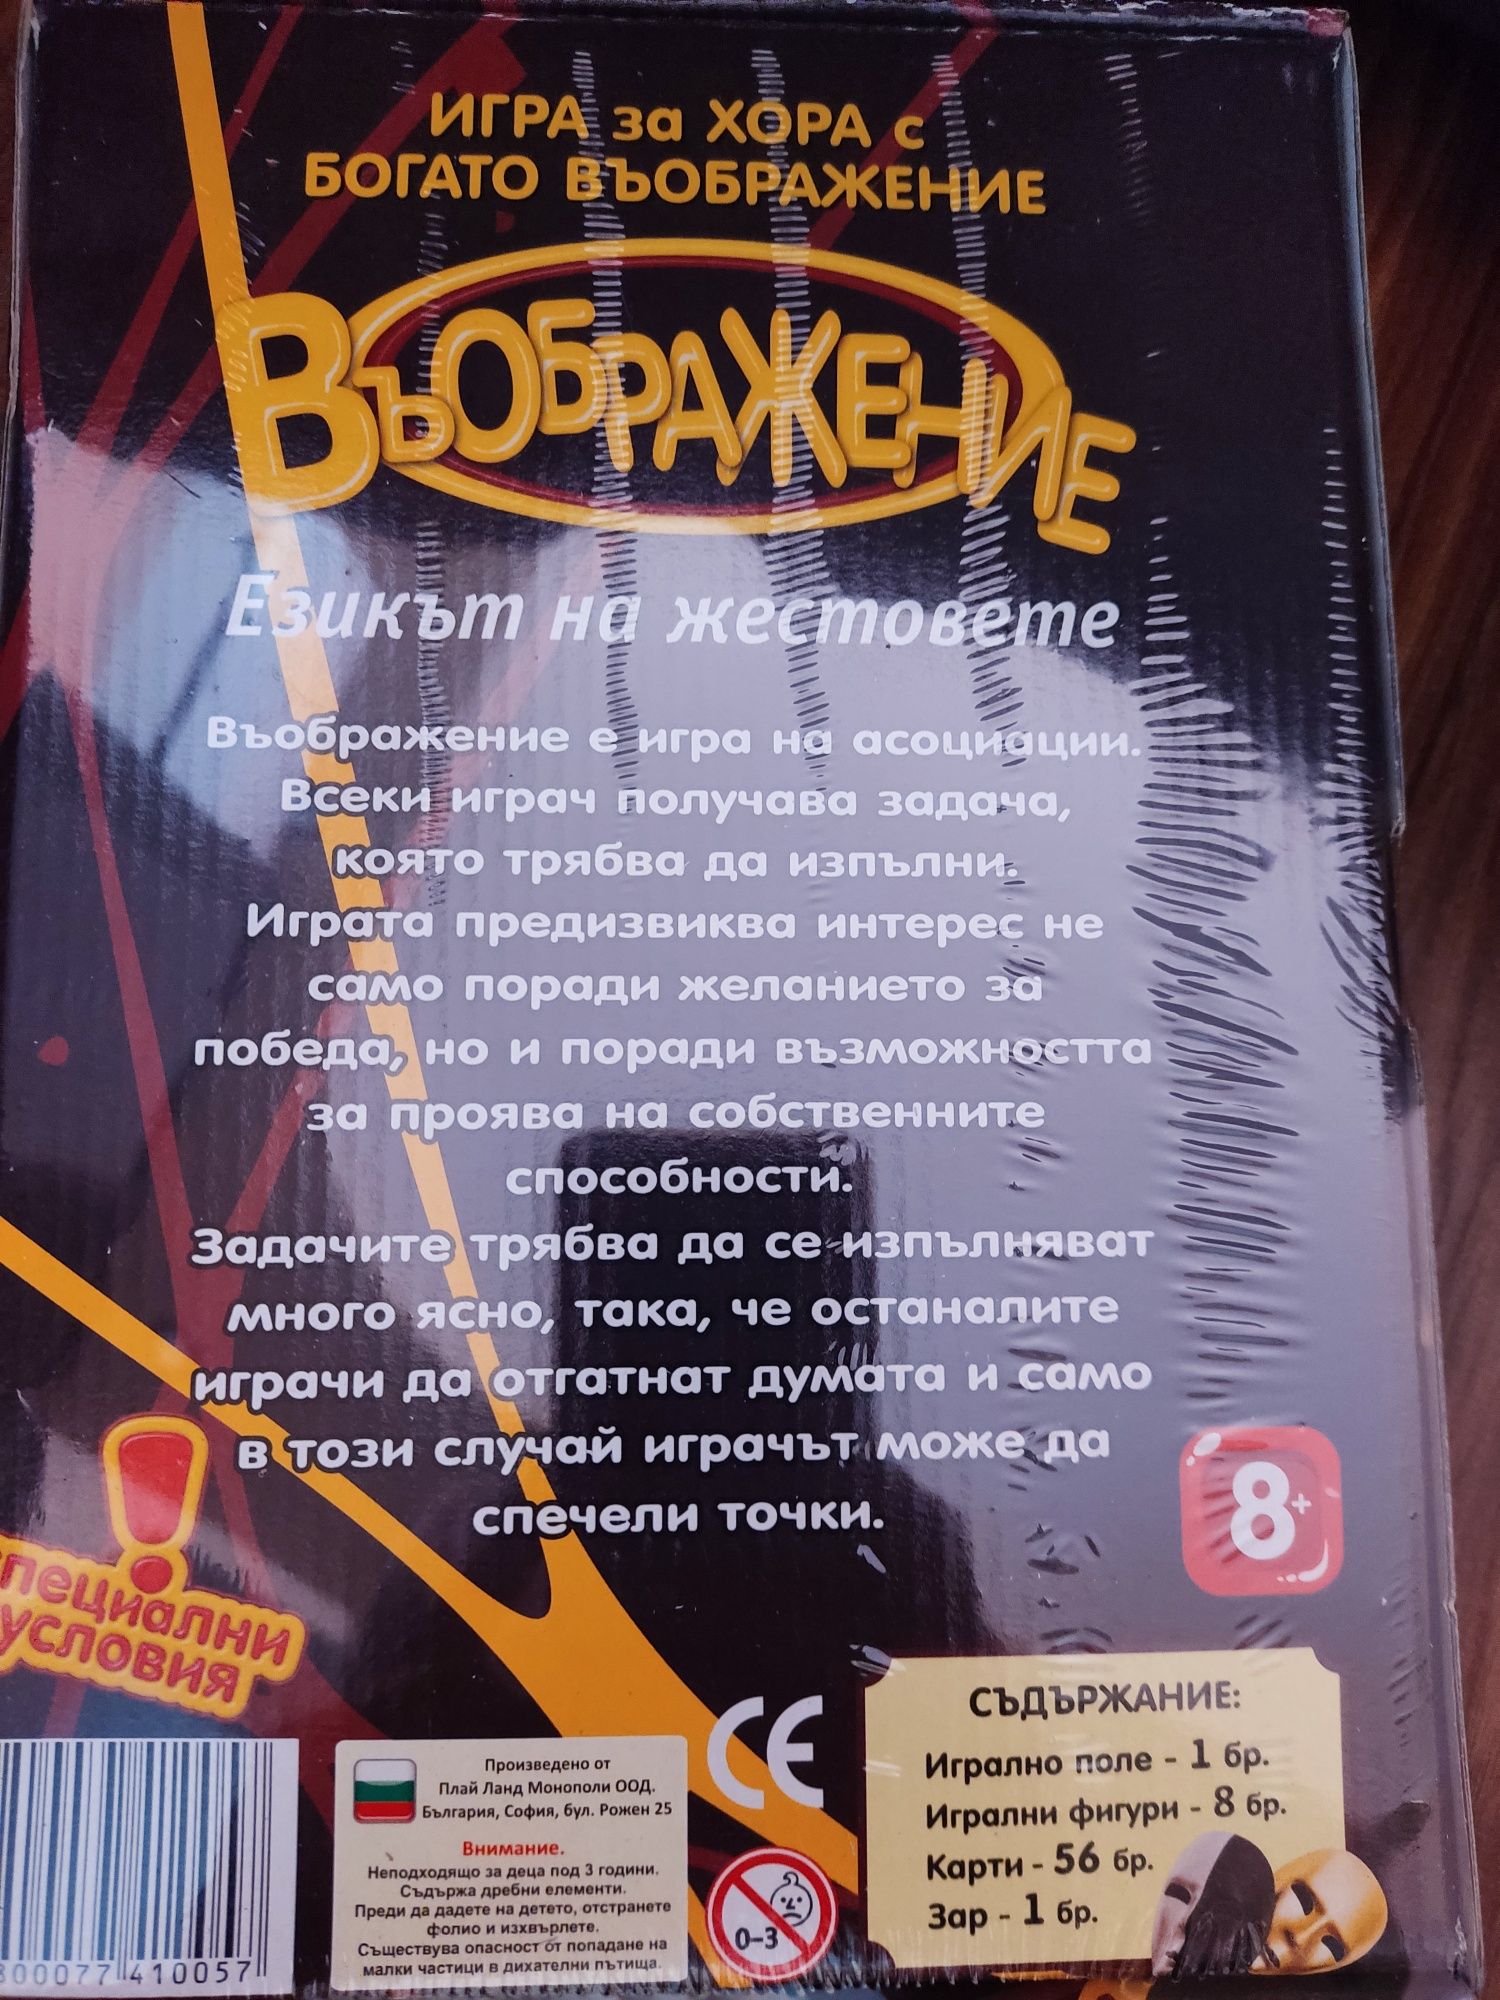 ИГРА за ХОРА с
БОГАТО ВЪОБРАЖЕНИЕ
ВЪОБРАЖЕНИЕ
Езикът на жестовете
Въображение е игра на асоциации.
Всеки играч получава задача,
която трябва да изпълни.
Играта предизвиква интерес не
само поради желанието за
победа, но и поради възможността
за проява на собственните
способности.
Задачите трябва да се изпълняват
много ясно, така, че останалите
играчи да отгатнат думата и само
в този случай играчът може да
спечели точки.
8+
пециални
условия
СЪДЪРЖАНИЕ:
Игрално поле - 1 бр.
Игрални фигури - 8 бр.
Карти - 56 бр.
Зар - 1 бр.
CE
Произведено от
Плай Ланд Монополи ООД.
България, София, бул. Рожен 25
Внимание.
Неподходящо за деца под 3 години.
Съдържа дребни елементи.
Преди да дадете на детето, отстранете
фолио и изхвърлете.
Съществува опасност от попадане на
малки частици в дихателни пътища.
0-3
800077 410057